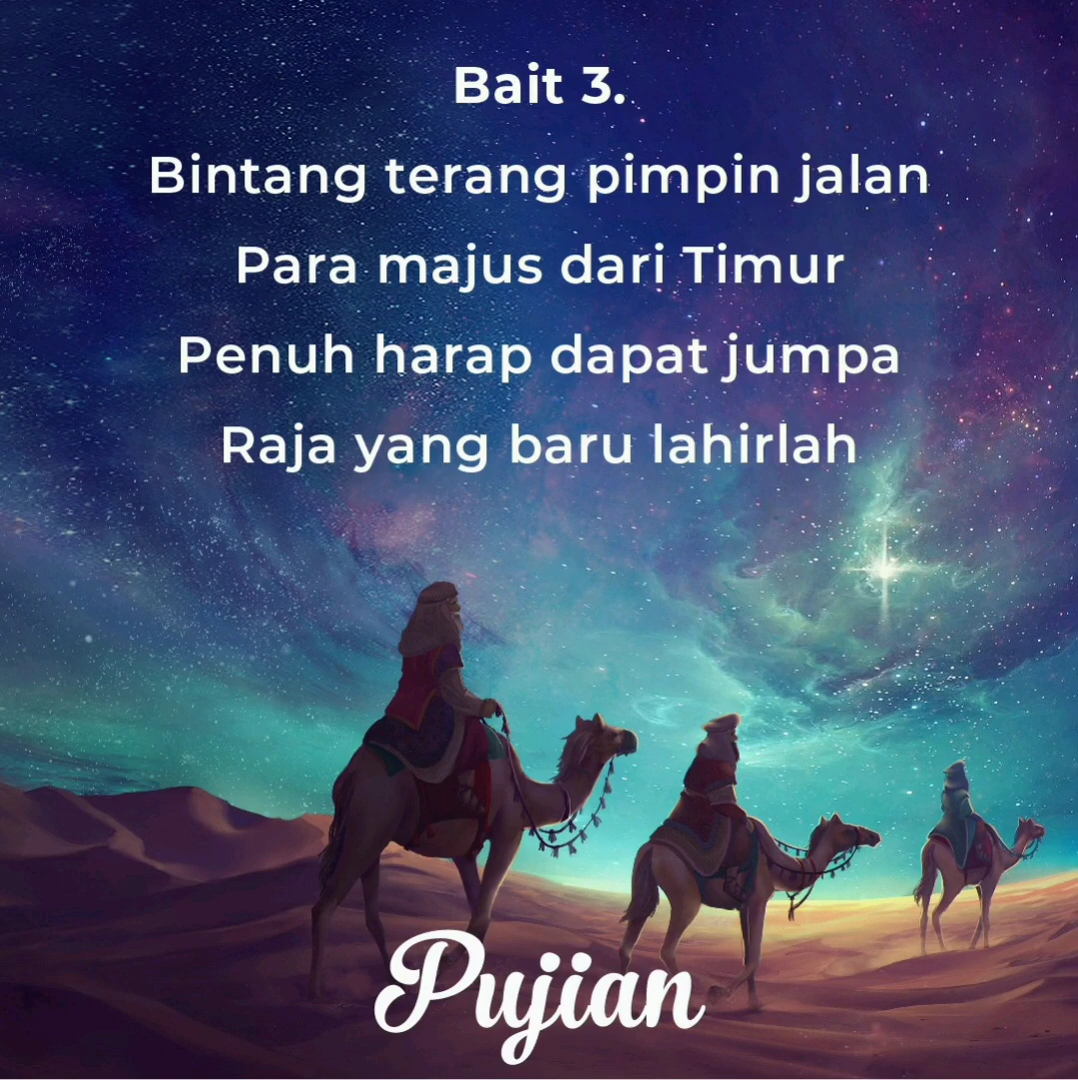 Bait 3.
Bintang terang pimpin jalan
Para majus dari Timur
Penuh harap dapat jumpa
Raja yang baru lahirlah
Pujian